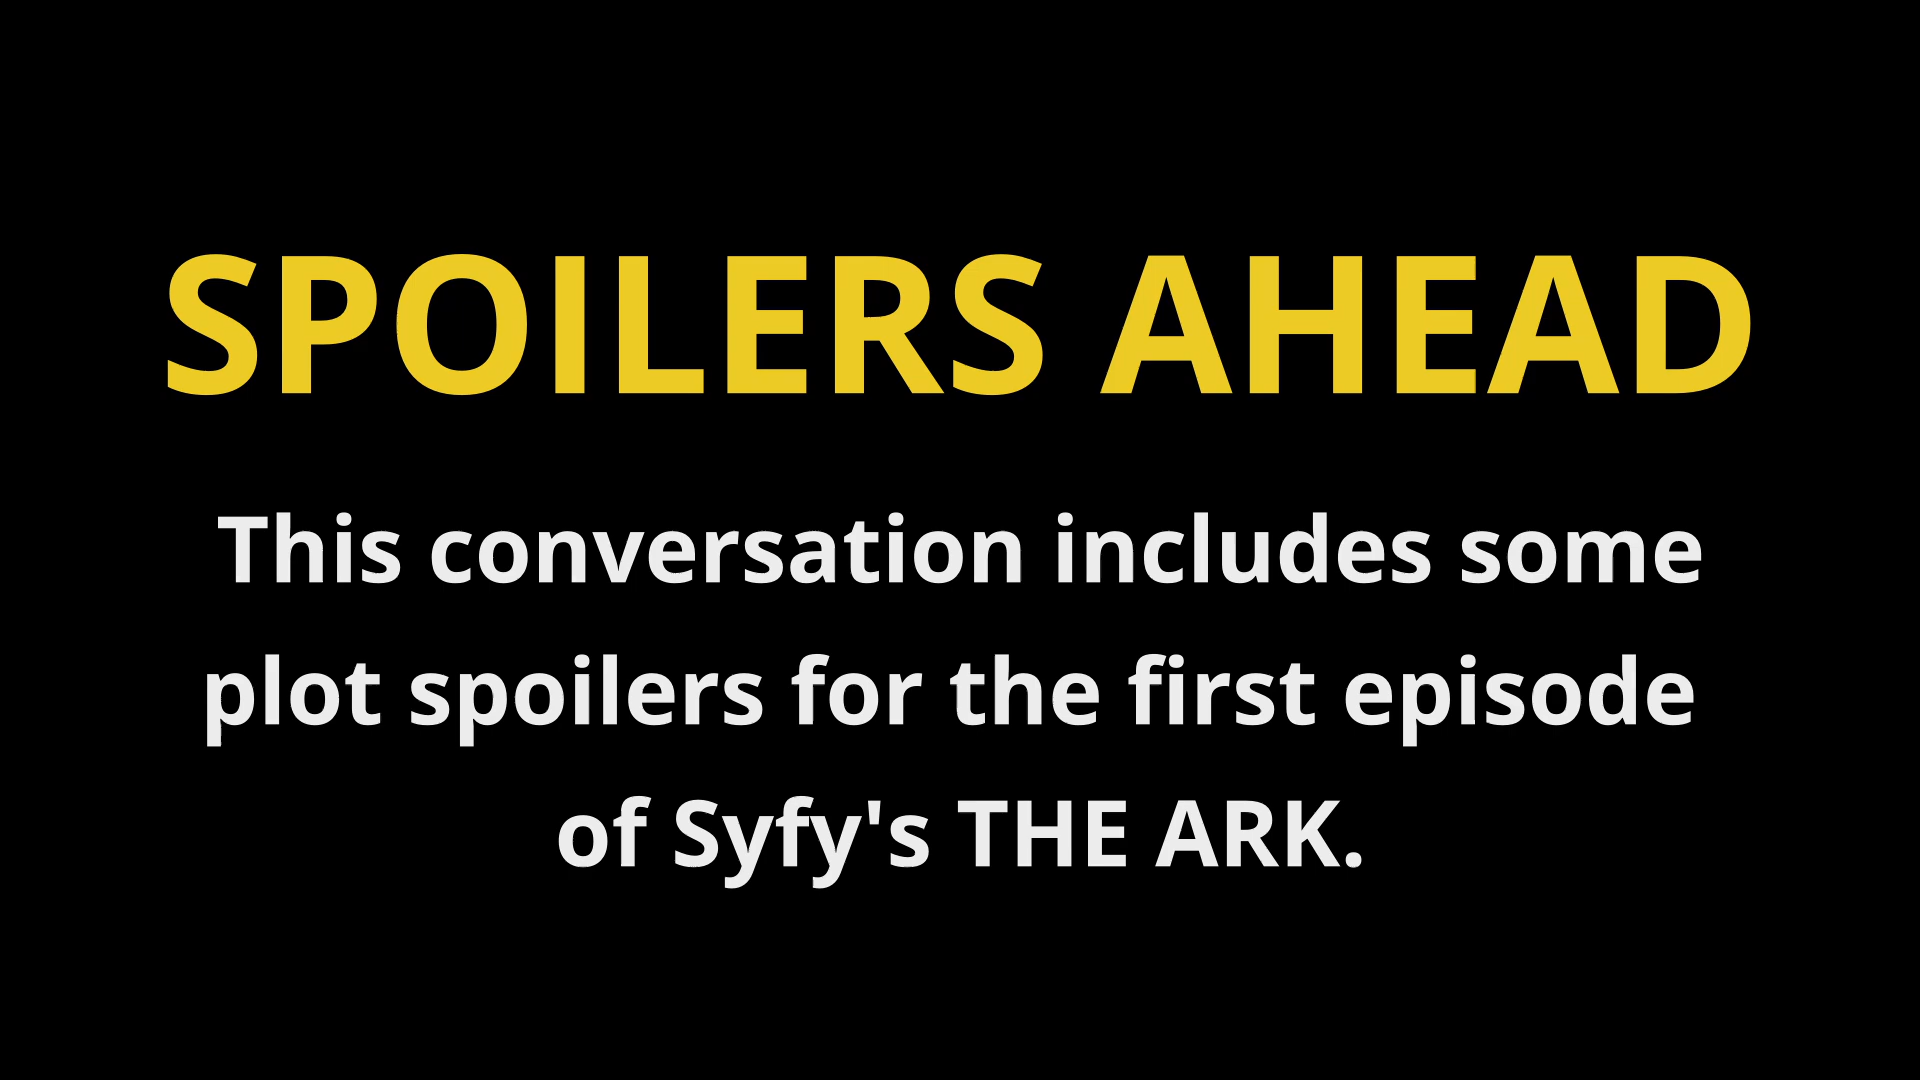 SPOILERS AHEAD
This conversation includes some
plot spoilers for the first episode
of Syfy's THE ARK.